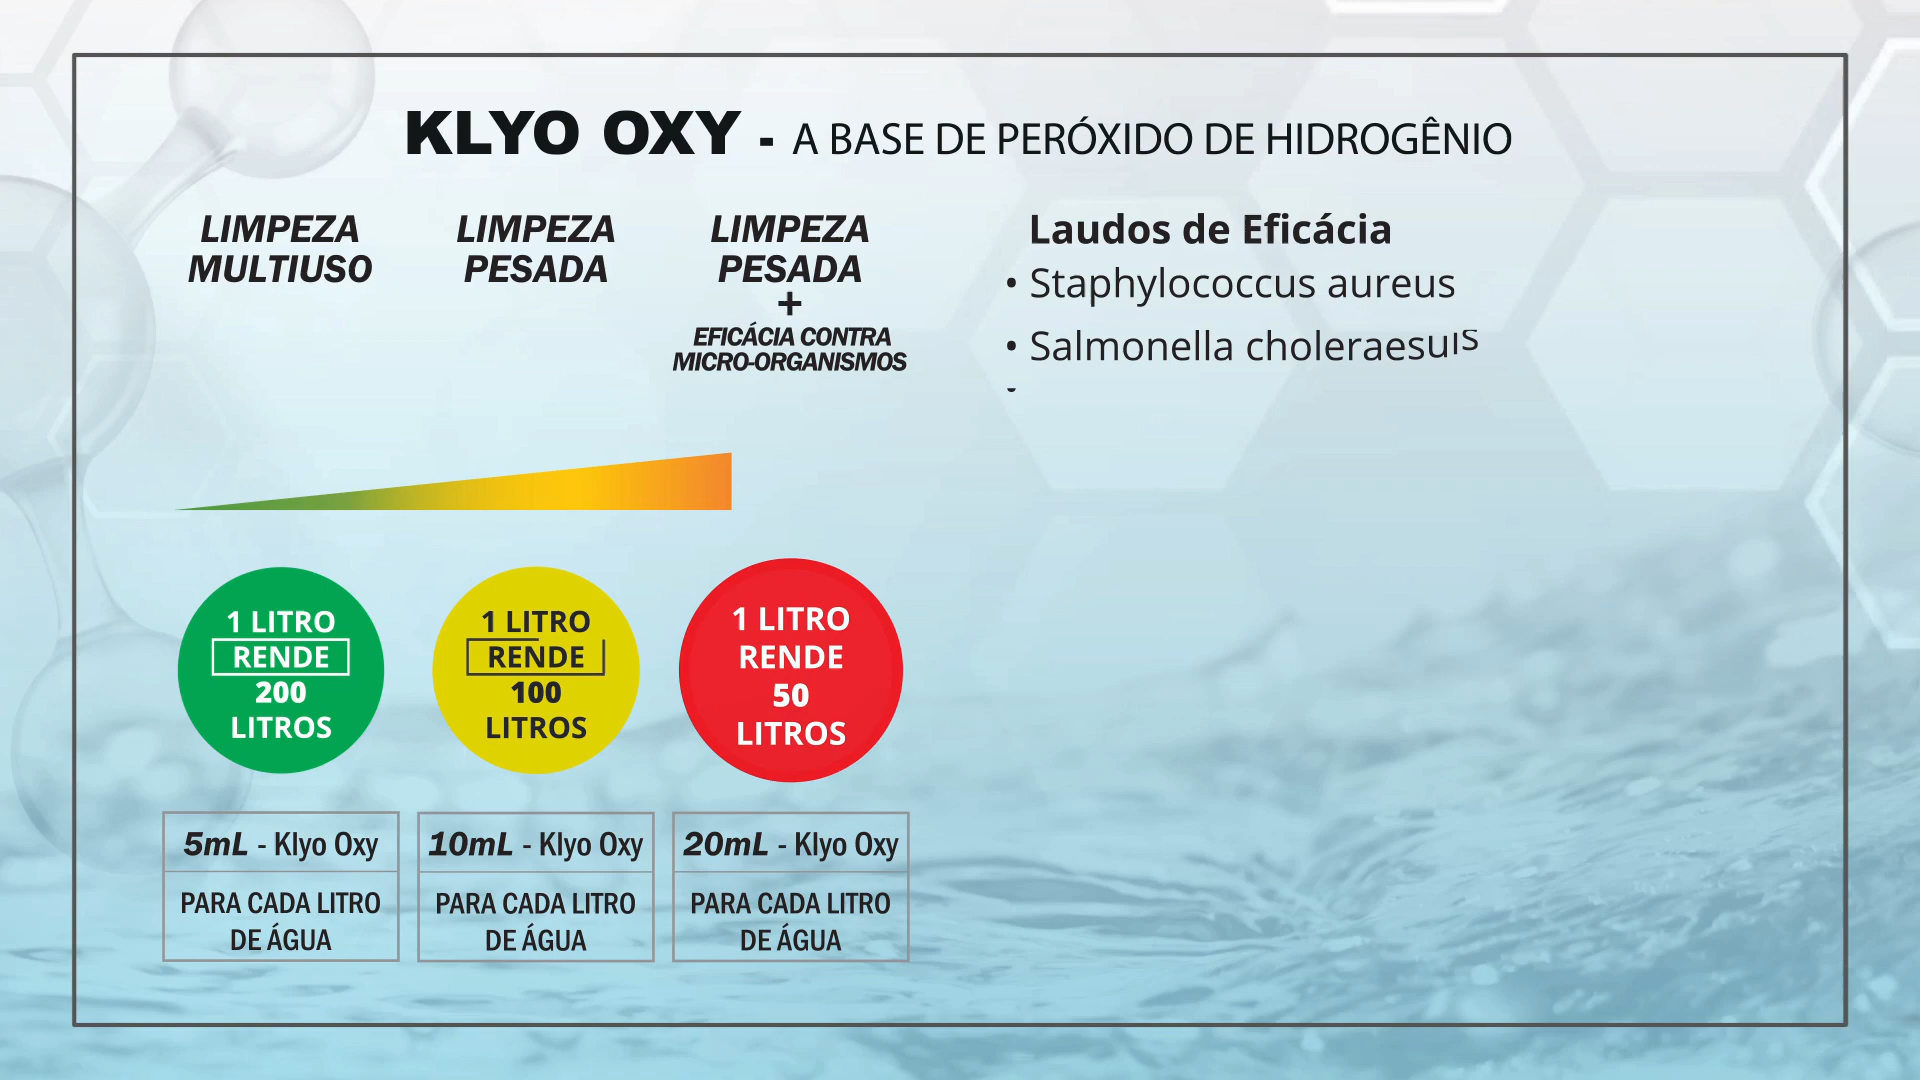 KLYO OXY - A BASE DE PERÓXIDO DE HIDROGÊNIO
LIMPEZA
MULTIUSO
LIMPEZA
PESADA
LIMPEZA
PESADA
+
EFICÁCIA CONTRA
MICRO-ORGANISMOS
Laudos de Eficácia
• Staphylococcus aureus
• Salmonella choleraesuis
•
1 LITRO
RENDE
200
LITROS
1 LITRO
RENDE
100
LITROS
1 LITRO
RENDE
50
LITROS
5mL - Klyo Oxy
PARA CADA LITRO
DE ÁGUA
10mL - Klyo Oxy
PARA CADA LITRO
DE ÁGUA
20mL - Klyo Oxy
PARA CADA LITRO
DE ÁGUA